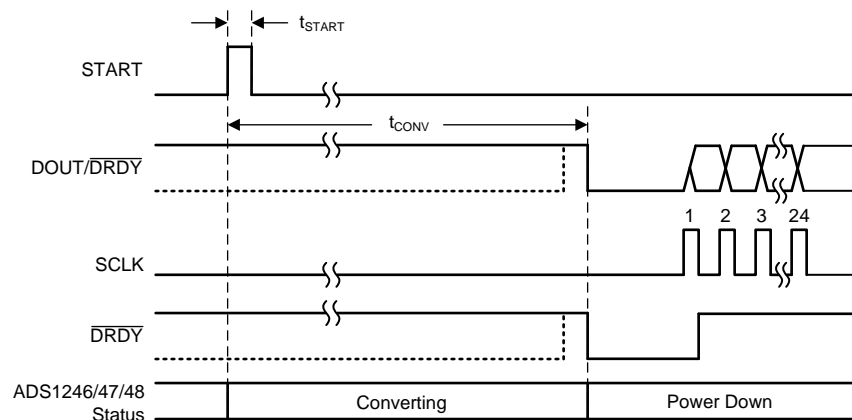 tSTART
START
tCONV
DOUT/DRDY
1 2 3 24
SCLK
DRDY
ADS1246/47/48
Status
Converting
Power Down